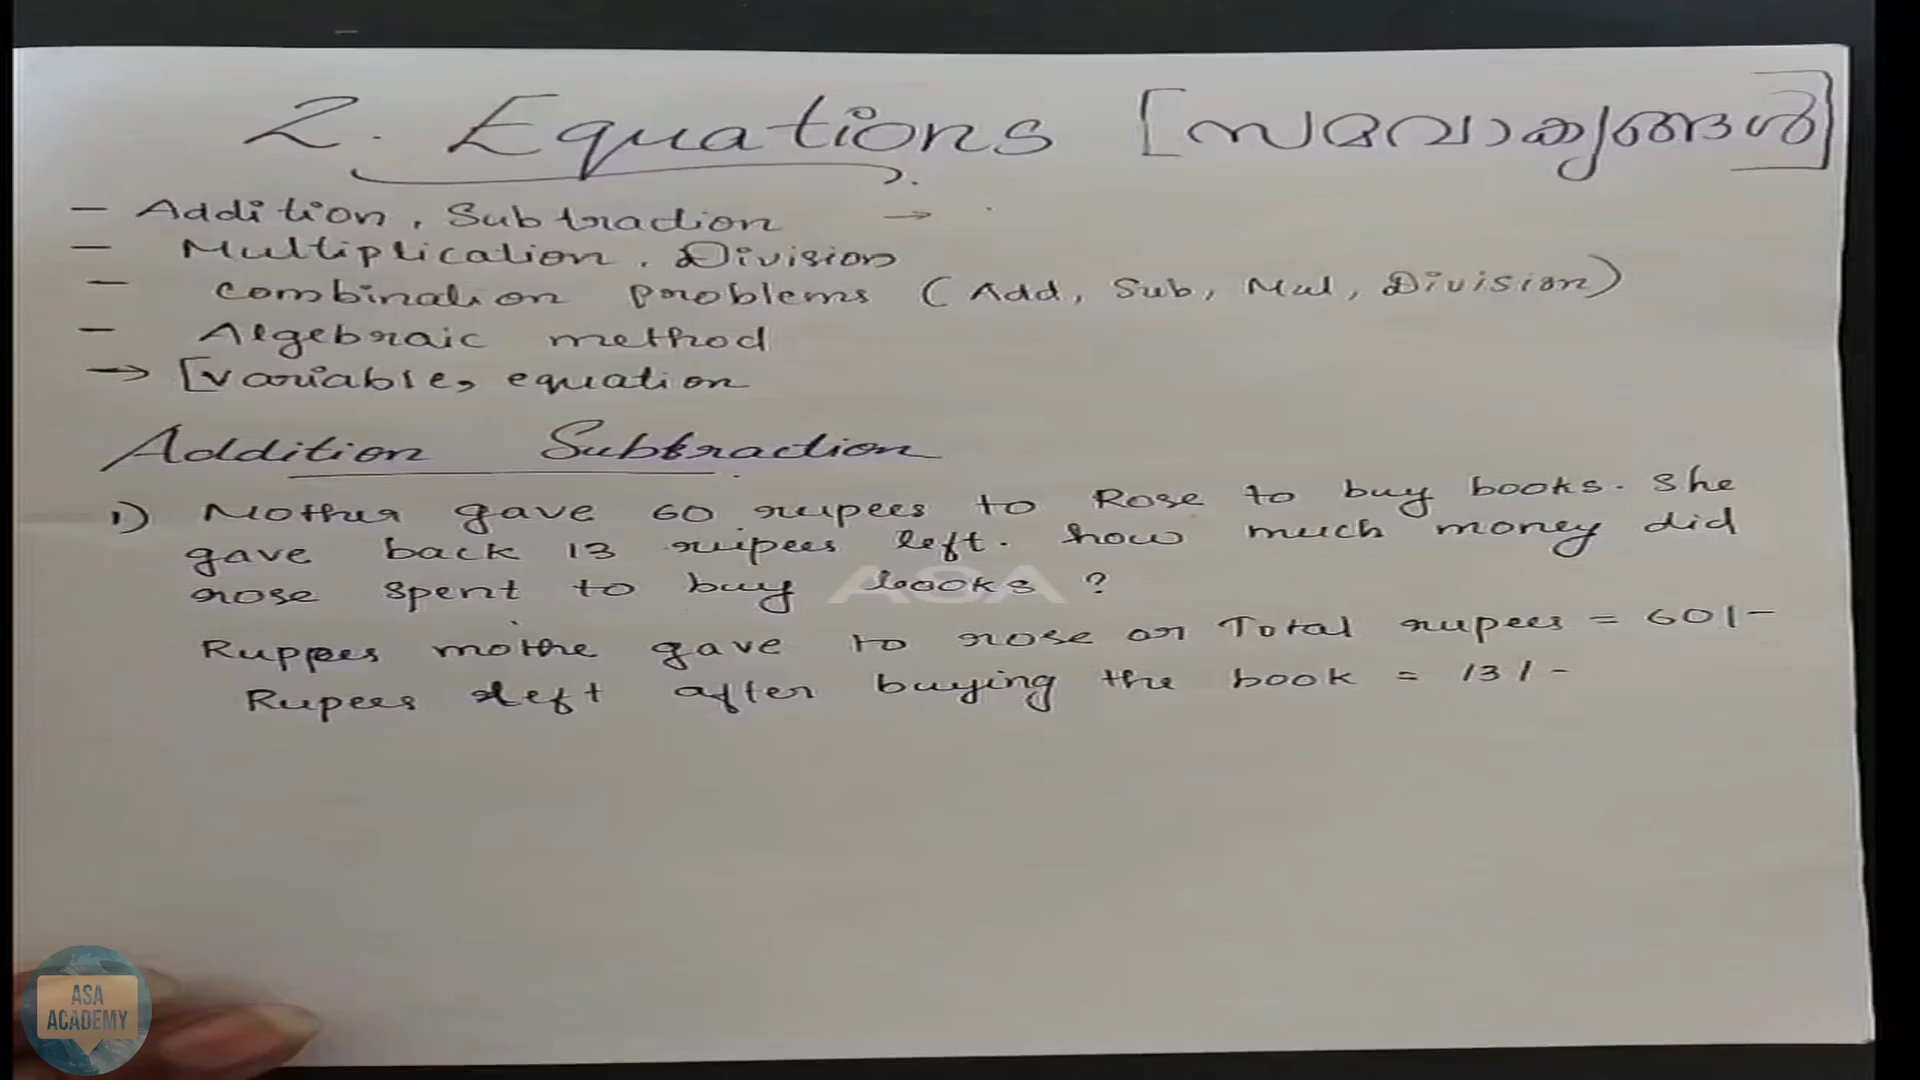 2. Equations [സമവാക്യങ്ങൾ]
- Addition, Subtraction →
- Multiplication, Division
- Combination problems (Add, Sub, Mul, Division)
- Algebraic method
→ [variable, equation
Addition Subtraction
1) Mother gave 60 rupees to Rose to buy books. She
gave back 13 rupees left. how much money did
rose spent to buy books ?
Ruppes mothe gave to rose or Total rupees = 60/-
Rupees left after buying the book = 13/-
ASA
ASA
ACADEMY